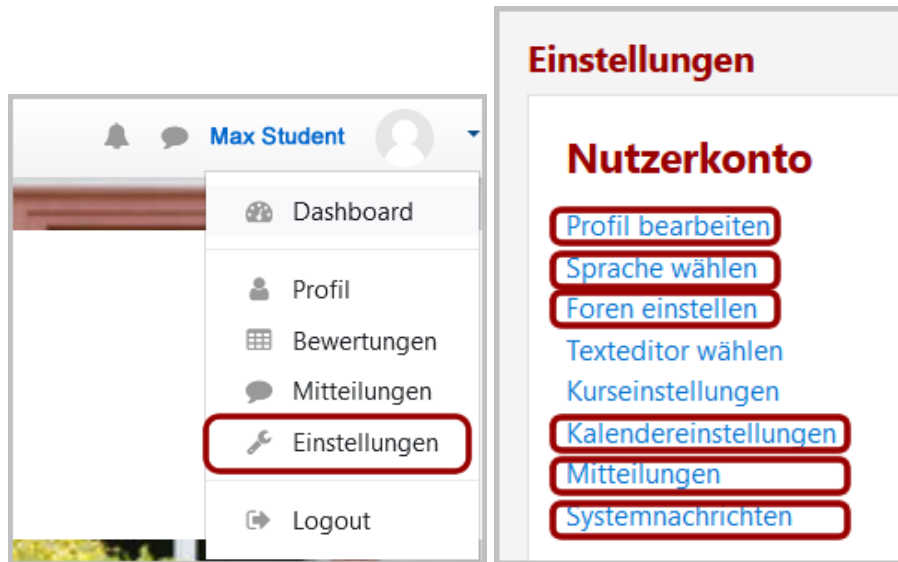 Max Student
Dashboard
Profil
Bewertungen
Mitteilungen
Einstellungen
Logout
Einstellungen
Nutzerkonto
Profil bearbeiten
Sprache wählen
Foren einstellen
Texteditor wählen
Kurseinstellungen
Kalendereinstellungen
Mitteilungen
Systemnachrichten